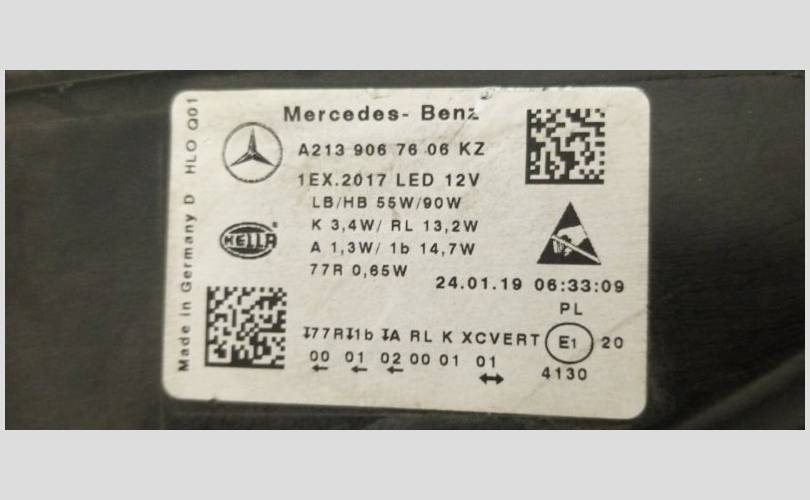 Mercedes- Benz
A213 906 76 06 KZ
1EX.2017 LED 12V
LB/HB 55W/90W
K 3,4W/ RL 13,2W
A 1,3W/ 1b 14,7W
77R 0,65W
24.01.19 06:33:09
HELLA
Made in Germany D HLO Q01
PL
77R 1b A RL K XCVERT E1 20
00 01 02 00 01 01
4130